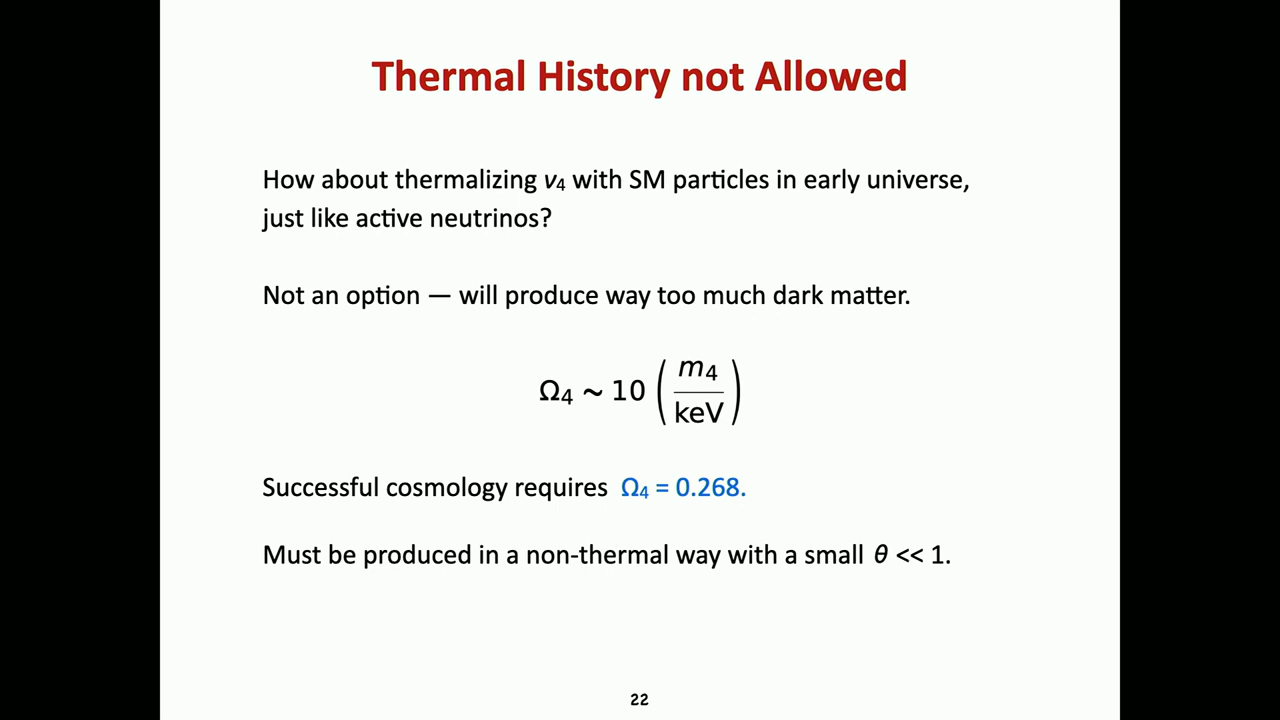 Thermal History not Allowed
How about thermalizing ν₄ with SM particles in early universe,
just like active neutrinos?
Not an option — will produce way too much dark matter.
Ω₄ ~ 10 (m₄/keV)
Successful cosmology requires Ω₄ = 0.268.
Must be produced in a non-thermal way with a small θ << 1.
22